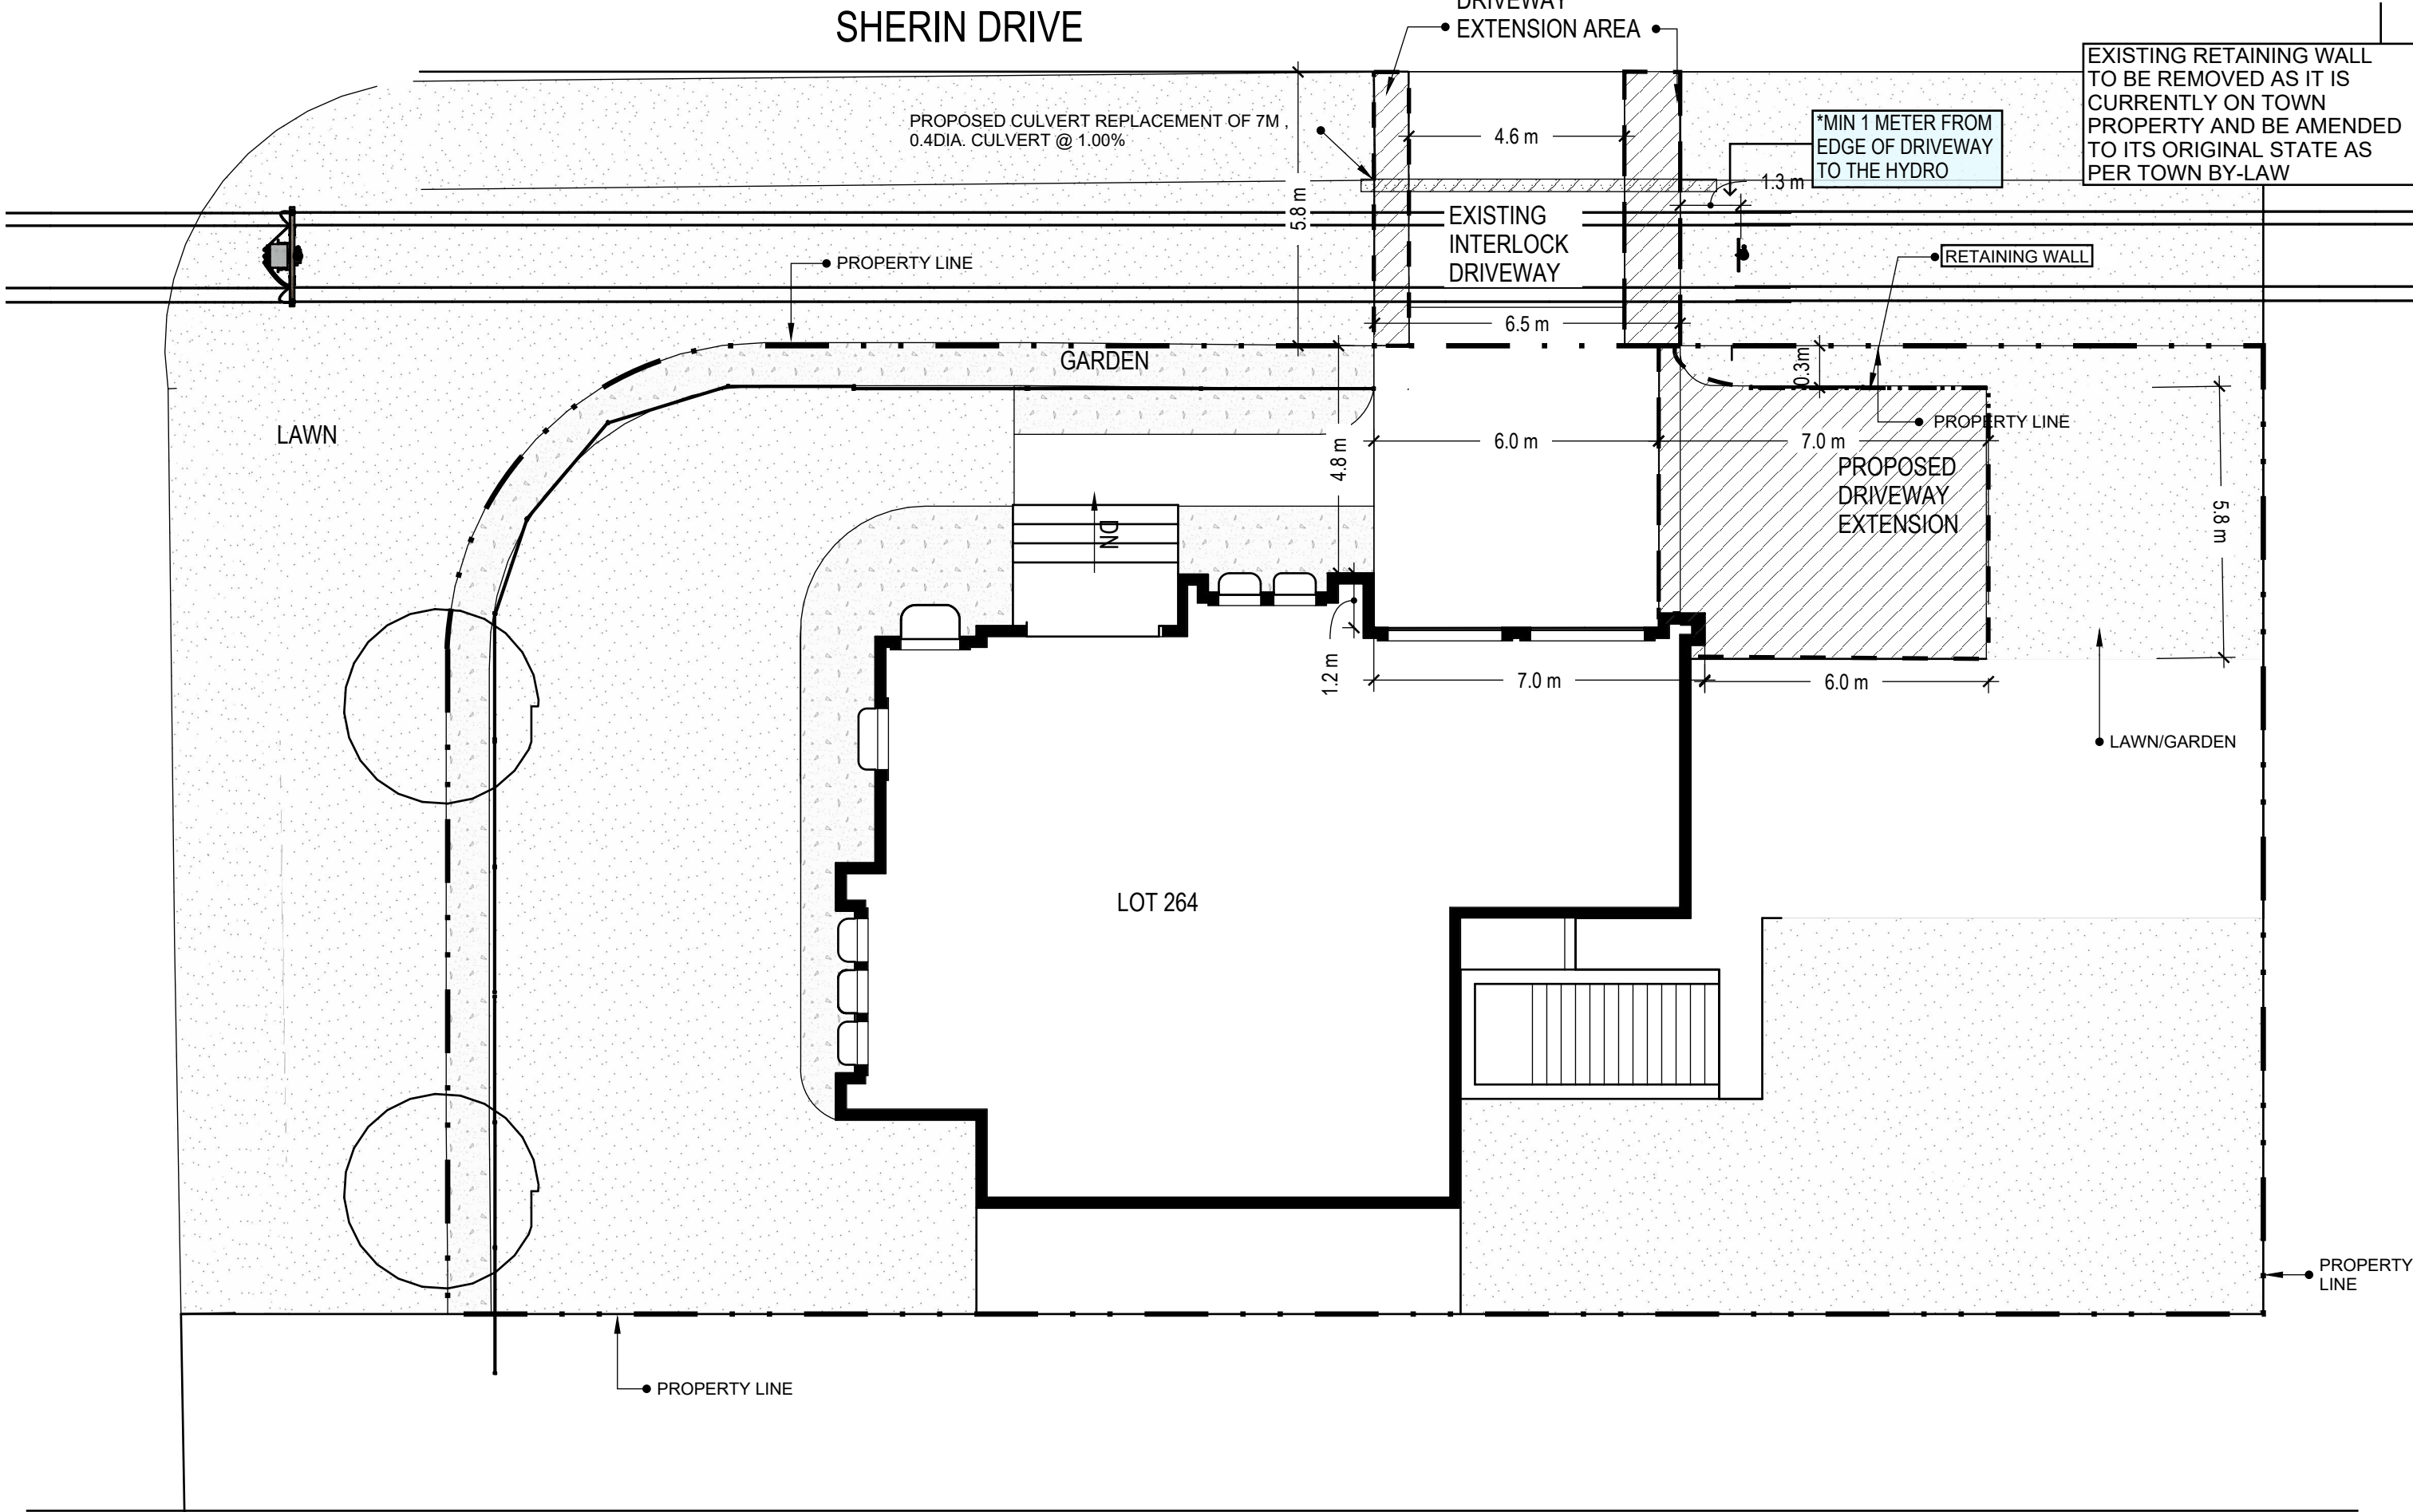 SHERIN DRIVE
DRIVEWAY
EXTENSION AREA
EXISTING RETAINING WALL
TO BE REMOVED AS IT IS
CURRENTLY ON TOWN
PROPERTY AND BE AMENDED
TO ITS ORIGINAL STATE AS
PER TOWN BY-LAW
PROPOSED CULVERT REPLACEMENT OF 7M ,
0.4DIA. CULVERT @ 1.00%
4.6 m
*MIN 1 METER FROM
EDGE OF DRIVEWAY
TO THE HYDRO
1.3 m
5.8 m
EXISTING
INTERLOCK
DRIVEWAY
PROPERTY LINE
RETAINING WALL
6.5 m
GARDEN
0.3m
LAWN
PROPERTY LINE
4.8 m
6.0 m
7.0 m
PROPOSED
DRIVEWAY
EXTENSION
5.8 m
DN
1.2 m
7.0 m
6.0 m
LAWN/GARDEN
LOT 264
PROPERTY
LINE
PROPERTY LINE